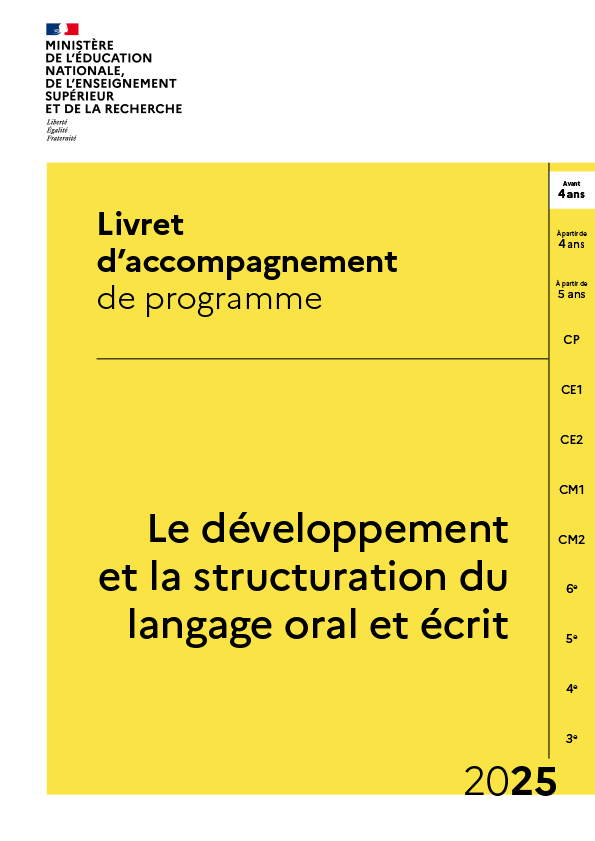 MINISTÈRE
DE L'ÉDUCATION
NATIONALE,
DE L'ENSEIGNEMENT
SUPÉRIEUR
ET DE LA RECHERCHE
Liberté
Égalité
Fraternité
Livret
d'accompagnement
de programme
Le développement
et la structuration du
langage oral et écrit
Avant
4 ans
À partir de
4 ans
À partir de
5 ans
CP
CE1
CE2
CM1
CM2
6e
5e
4e
3e
2025